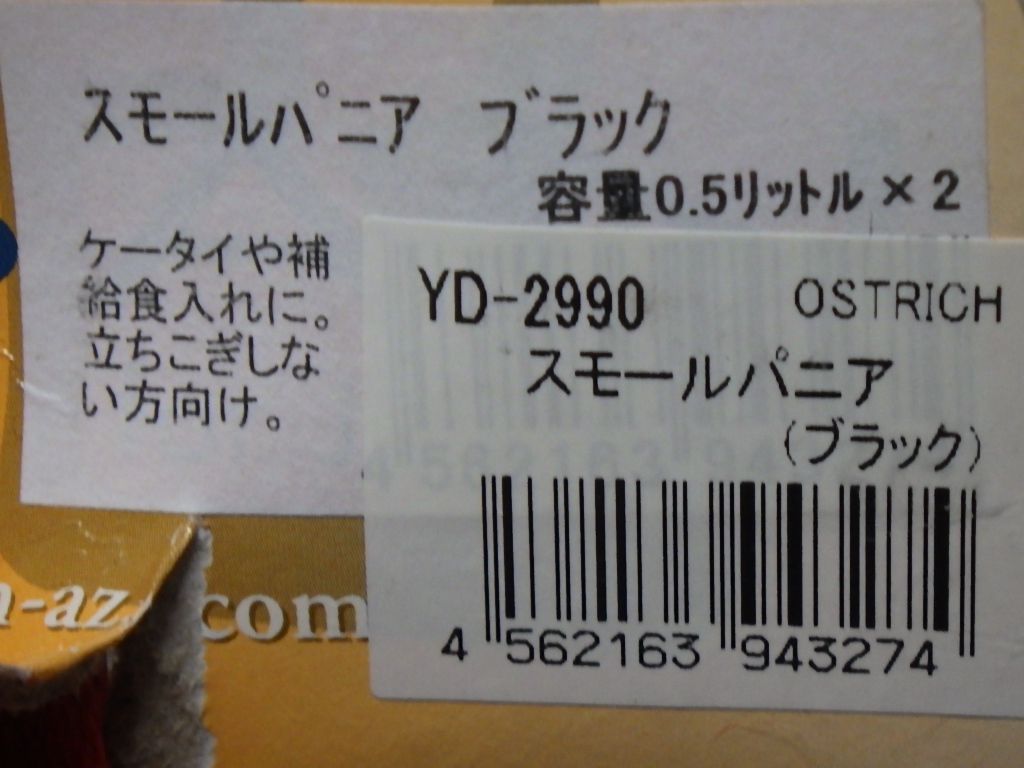 スモールパニア ブラック
容量0.5リットル×2
ケータイや補
給食入れに。
立ちこぎしな
い方向け。
YD-2990 OSTRICH
スモールパニア
(ブラック)
4 562163 943274
com